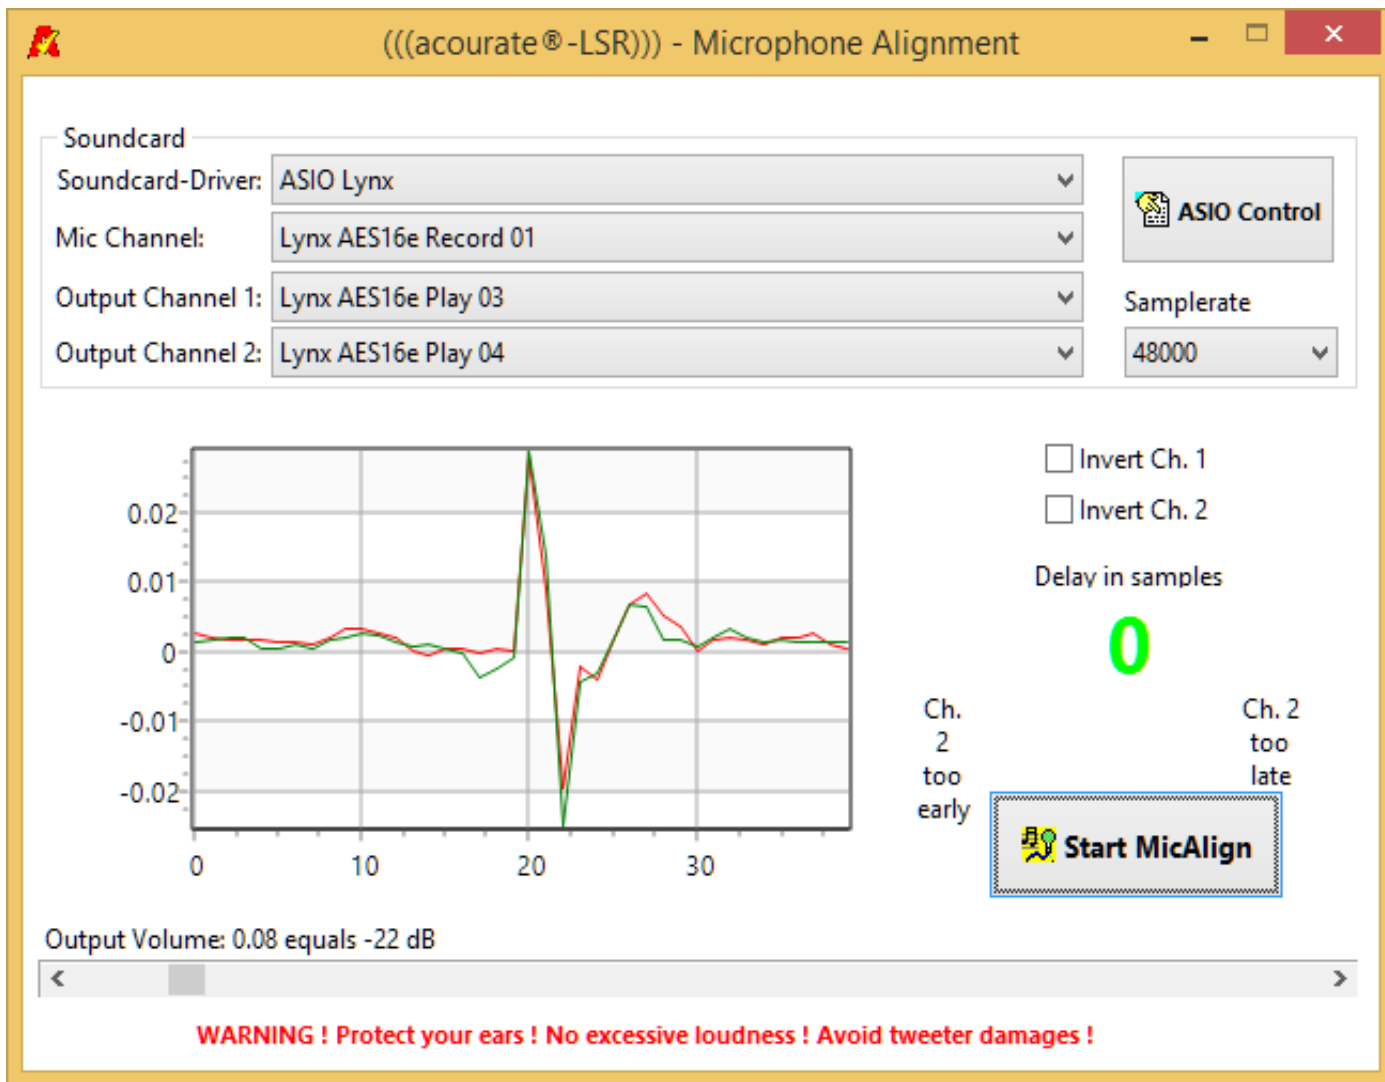 (((acourate®-LSR))) - Microphone Alignment
Soundcard
Soundcard-Driver: ASIO Lynx
ASIO Control
Mic Channel: Lynx AES16e Record 01
Output Channel 1: Lynx AES16e Play 03
Samplerate
Output Channel 2: Lynx AES16e Play 04
48000
Invert Ch. 1
Invert Ch. 2
0.02
0.01
0
-0.01
-0.02
0 10 20 30
Delay in samples
0
Ch.
2
too
early
Ch. 2
too
late
Start MicAlign
Output Volume: 0.08 equals -22 dB
WARNING ! Protect your ears ! No excessive loudness ! Avoid tweeter damages !